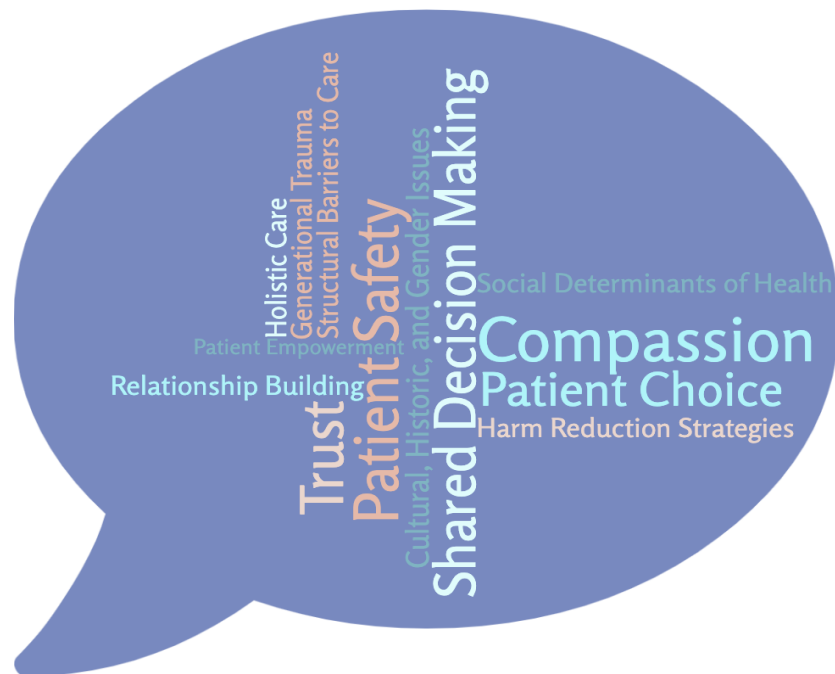 Holistic Care
Generational Trauma
Structural Barriers to Care
Patient Empowerment
Relationship Building
Trust
Patient Safety
Cultural, Historic, and Gender Issues
Shared Decision Making
Social Determinants of Health
Compassion
Patient Choice
Harm Reduction Strategies